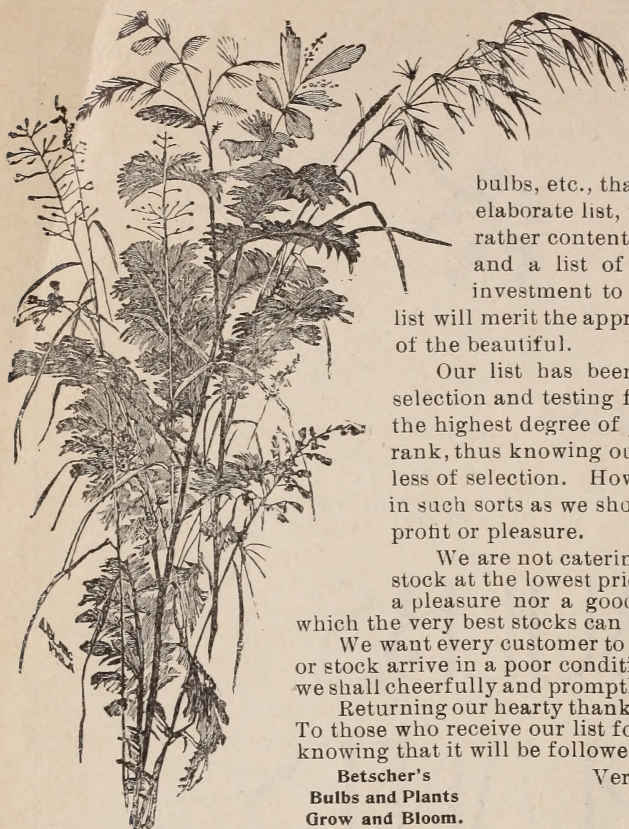 bulbs, etc., tha
elaborate list,
rather content
and a list of
investment to
list will merit the appr
of the beautiful.
Our list has been
selection and testing f
the highest degree of
rank, thus knowing ou
less of selection. How
in such sorts as we sho
profit or pleasure.
We are not caterin
stock at the lowest pri
a pleasure nor a good
which the very best stocks can
We want every customer to
or stock arrive in a poor conditi
we shall cheerfully and prompt
Returning our hearty thank
To those who receive our list fo
knowing that it will be followe
Betscher's
Bulbs and Plants
Grow and Bloom.
Ver